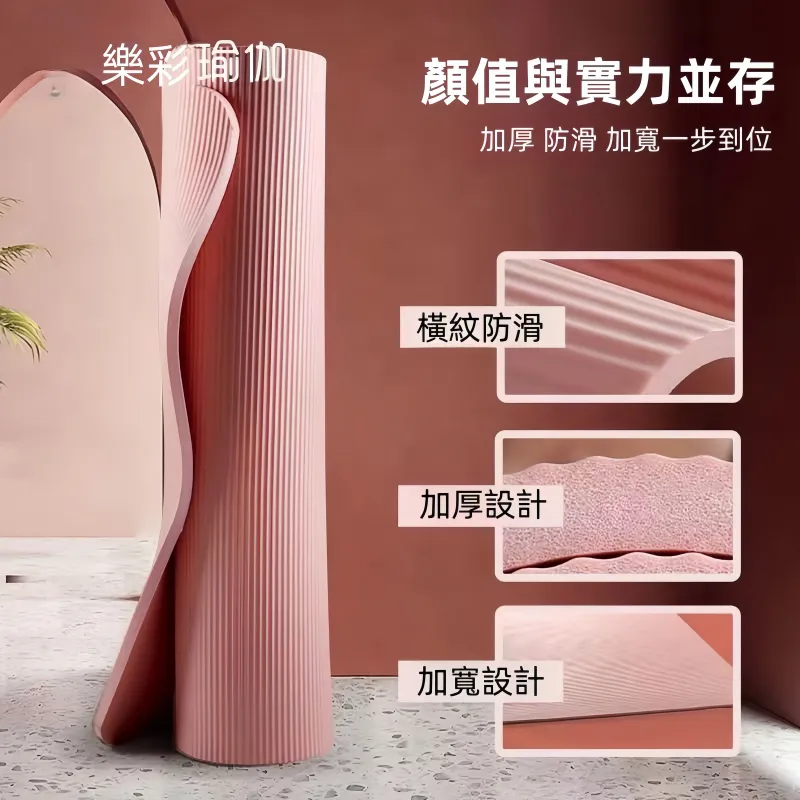 樂彩瑜伽
顏值與實力並存
加厚 防滑 加寬一步到位
橫紋防滑
加厚設計
加寬設計